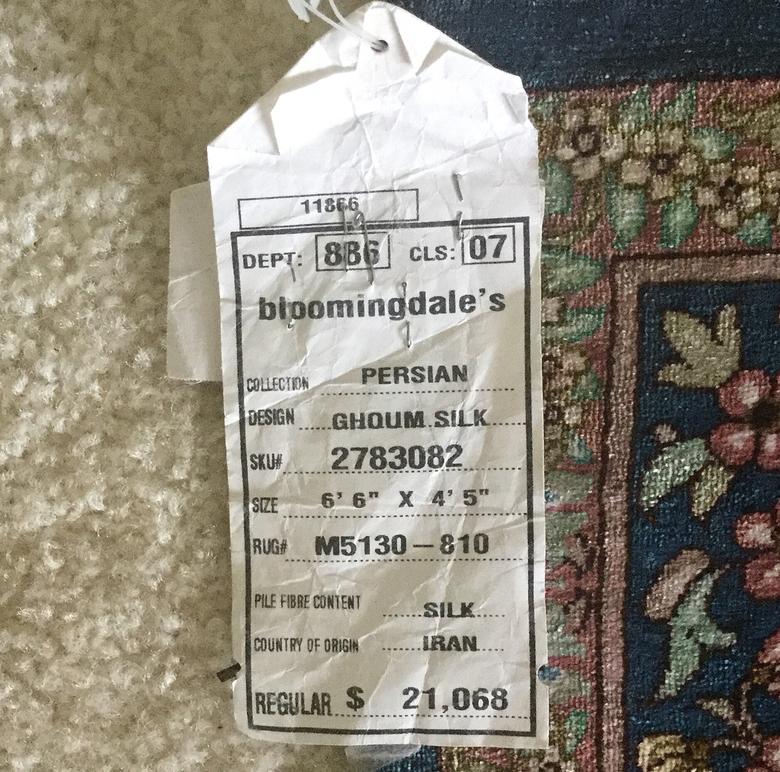 11866
DEPT: 886 CLS: 07
bloomingdale's
COLLECTION PERSIAN
DESIGN GHOUM SILK
SKU# 2783082
SIZE 6' 6" X 4' 5"
RUG# M5130-810
PILE FIBRE CONTENT SILK
COUNTRY OF ORIGIN IRAN
REGULAR $ 21,068